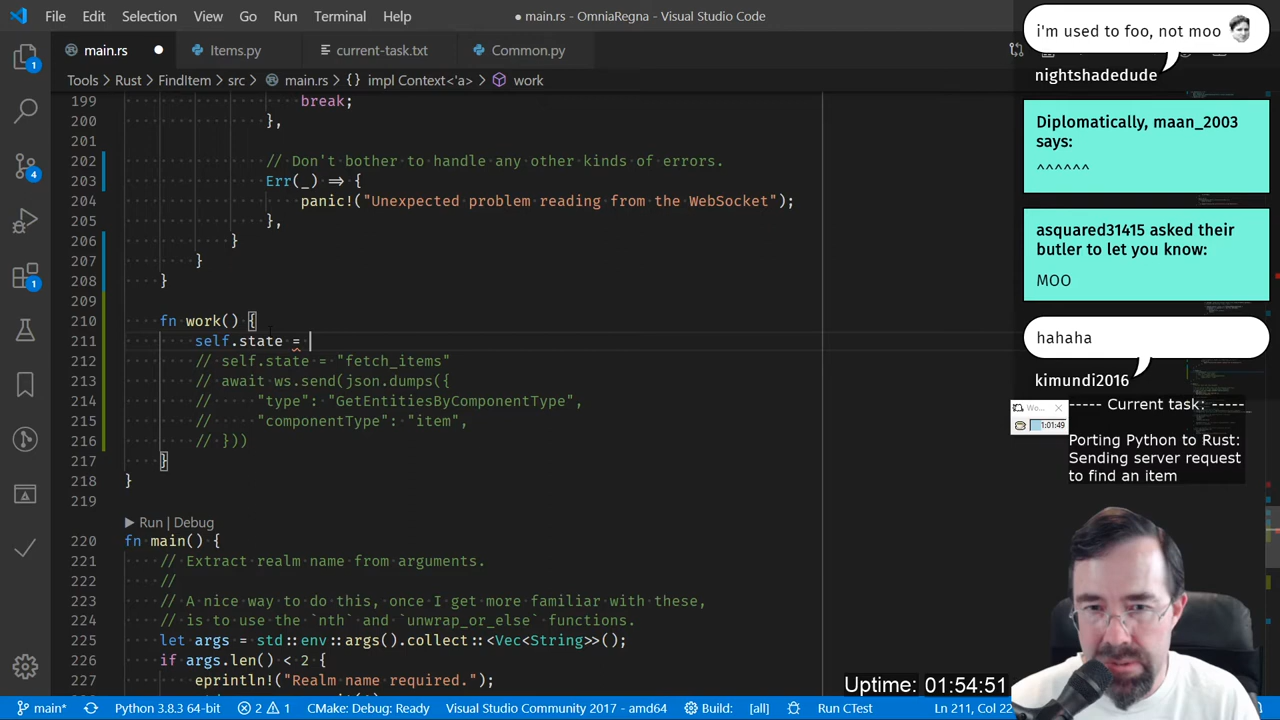 File Edit Selection View Go Run Terminal Help
● main.rs - OmniaRegna - Visual Studio Code
main.rs ● Items.py current-task.txt Common.py
Tools > Rust > FindItem > src > main.rs > {} impl Context<'a> > work
199 break;
200 },
201
202 // Don't bother to handle any other kinds of errors.
203 Err(_) => {
204 panic!("Unexpected problem reading from the WebSocket");
205 },
206 }
207 }
208 }
209
210 fn work() {
211 self.state =
212 // self.state = "fetch_items"
213 // await ws.send(json.dumps({
214 // "type": "GetEntitiesByComponentType",
215 // "componentType": "item",
216 // }))
217 }
218 }
219
Run | Debug
220 fn main() {
221 // Extract realm name from arguments.
222 //
223 // A nice way to do this, once I get more familiar with these,
224 // is to use the `nth` and `unwrap_or_else` functions.
225 let args = std::env::args().collect::<Vec<String>>();
226 if args.len() < 2 {
227 eprintln!("Realm name required.");
i'm used to foo, not moo
nightshadedude
Diplomatically, maan_2003
says:
^^^^^^
asquared31415 asked their
butler to let you know:
MOO
hahaha
kimundi2016
Wo...
1:01:49
----- Current task: -----
Porting Python to Rust:
Sending server request
to find an item
Uptime: 01:54:51
1
4
1
main* Python 3.8.3 64-bit 2 1 CMake: Debug: Ready Visual Studio Community 2017 - amd64 Build: [all] Run CTest Ln 211, Col 22